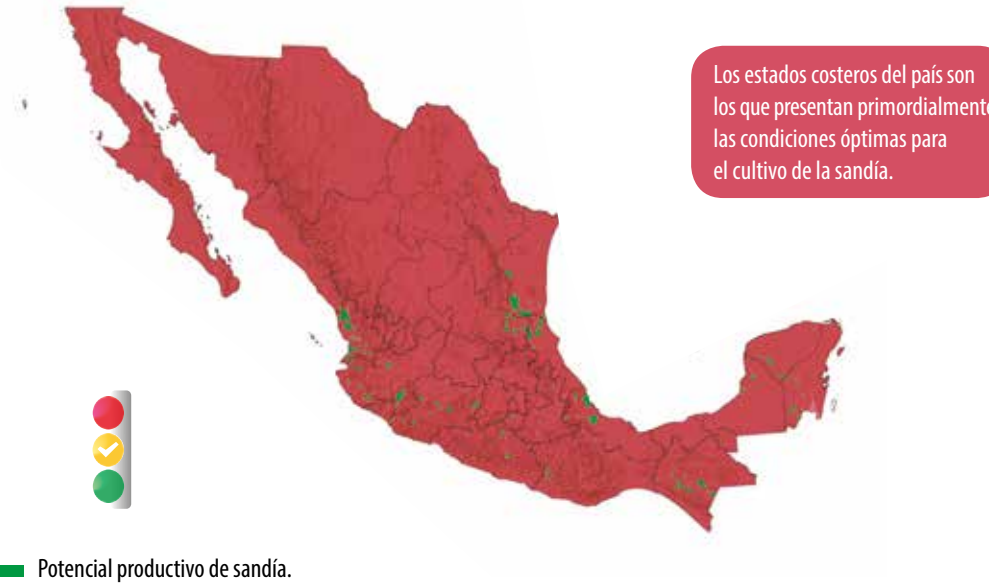 Los estados costeros del país son
los que presentan primordialmente
las condiciones óptimas para
el cultivo de la sandía.
Potencial productivo de sandía.